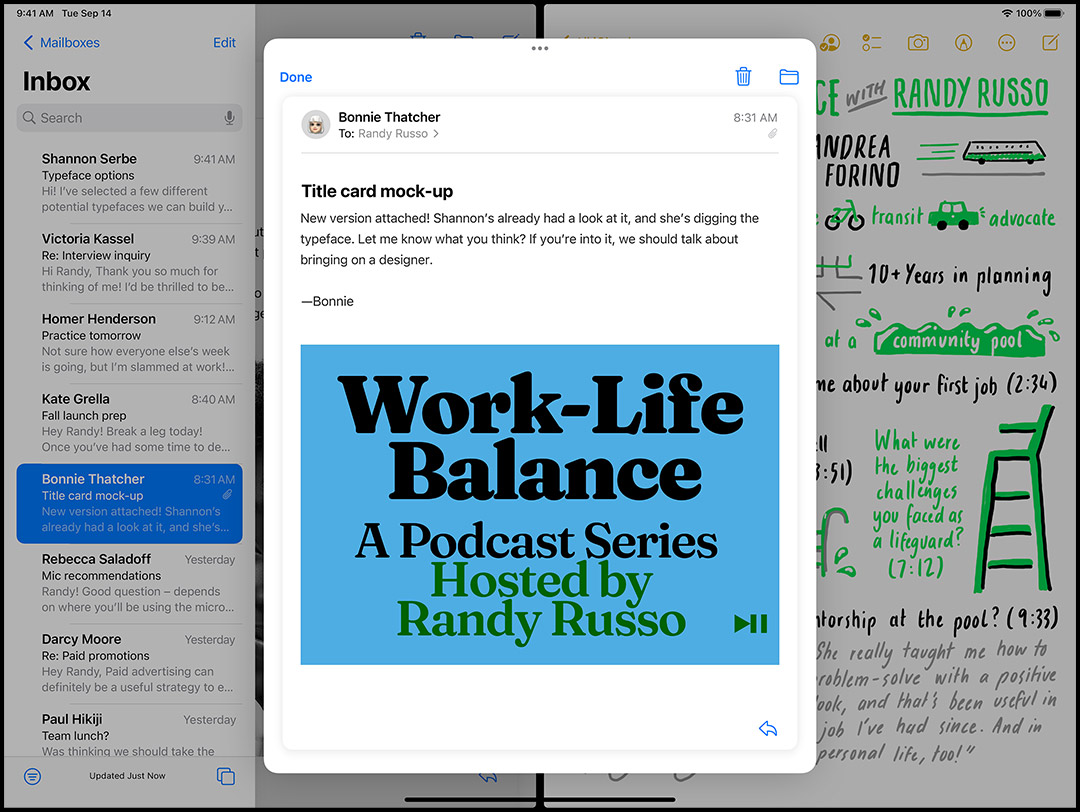 9:41 AM Tue Sep 14
100%
Mailboxes
Edit
Inbox
Search
Shannon Serbe 9:41 AM
Typeface options
Hi! I’ve selected a few different
potential typefaces we can build y…
Victoria Kassel 9:39 AM
Re: Interview inquiry
Hi Randy, Thank you so much for
thinking of me! I’d be thrilled to be…
Homer Henderson 9:12 AM
Practice tomorrow
Not sure how everyone else’s week
is going, but I’m slammed at work!…
Kate Grella 8:40 AM
Fall launch prep
Hey Randy! Break a leg today!
Once you’ve had some time to de…
Bonnie Thatcher 8:31 AM
Title card mock-up
New version attached! Shannon’s
already had a look at it, and she’s…
Rebecca Saladoff Yesterday
Mic recommendations
Randy! Good question – depends
on where you’ll be using the micro…
Darcy Moore Yesterday
Re: Paid promotions
Hey Randy, Paid advertising can
definitely be a useful strategy to e…
Paul Hikiji Yesterday
Team lunch?
Was thinking we should take the
Updated Just Now
Done
Bonnie Thatcher 8:31 AM
To: Randy Russo
Title card mock-up
New version attached! Shannon’s already had a look at it, and she’s digging the
typeface. Let me know what you think? If you’re into it, we should talk about
bringing on a designer.
—Bonnie
Work-Life
Balance
A Podcast Series
Hosted by
Randy Russo
WITH RANDY RUSSO
ANDREA
FORINO
transit advocate
10+ Years in planning
at a community pool
me about your first job (2:34)
What were
the biggest
challenges
you faced as
a lifeguard?
(7:12)
:51)
at the pool? (9:33)
She really taught me how to
problem-solve with a positive
look, and that's been useful in
job I've had since. And in
personal life, too!"